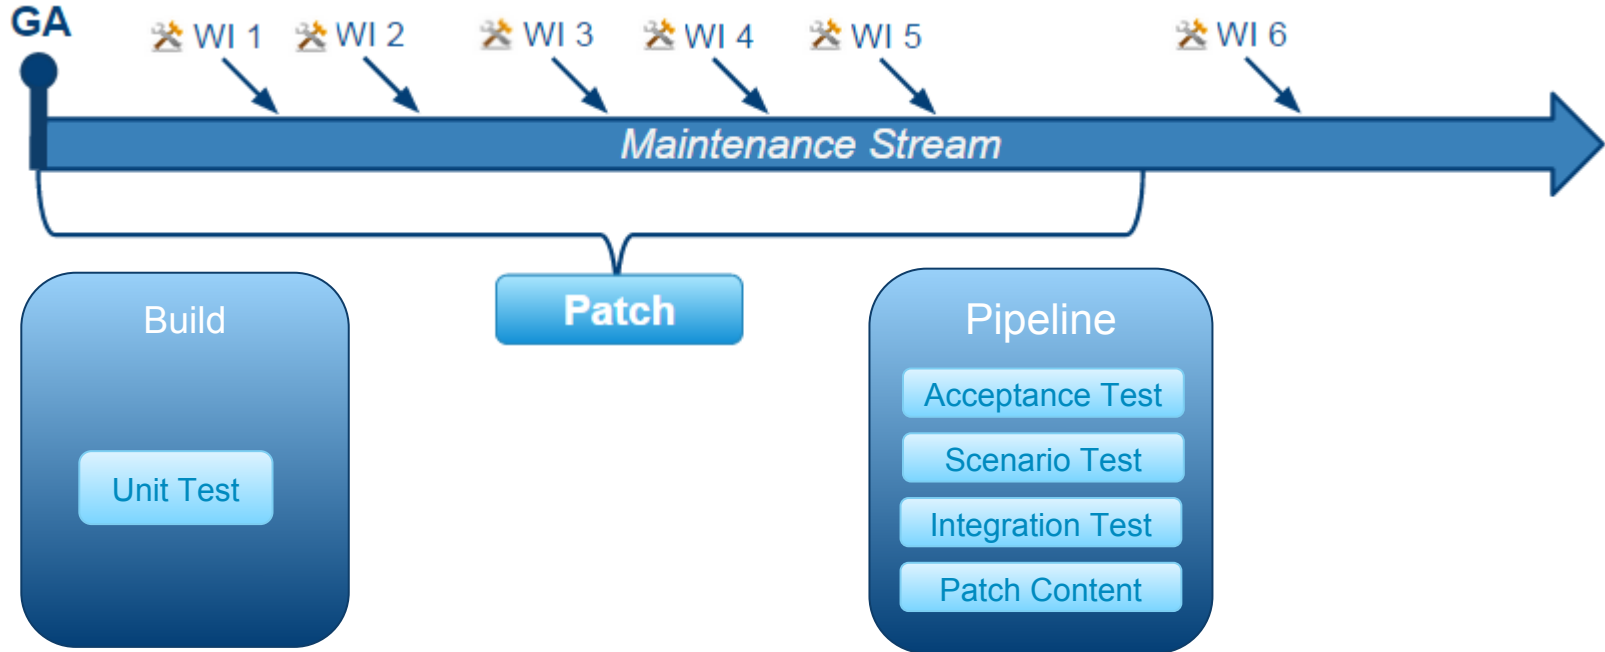 GA
WI 1
WI 2
WI 3
WI 4
WI 5
WI 6
Maintenance Stream
Patch
Build
Unit Test
Pipeline
Acceptance Test
Scenario Test
Integration Test
Patch Content